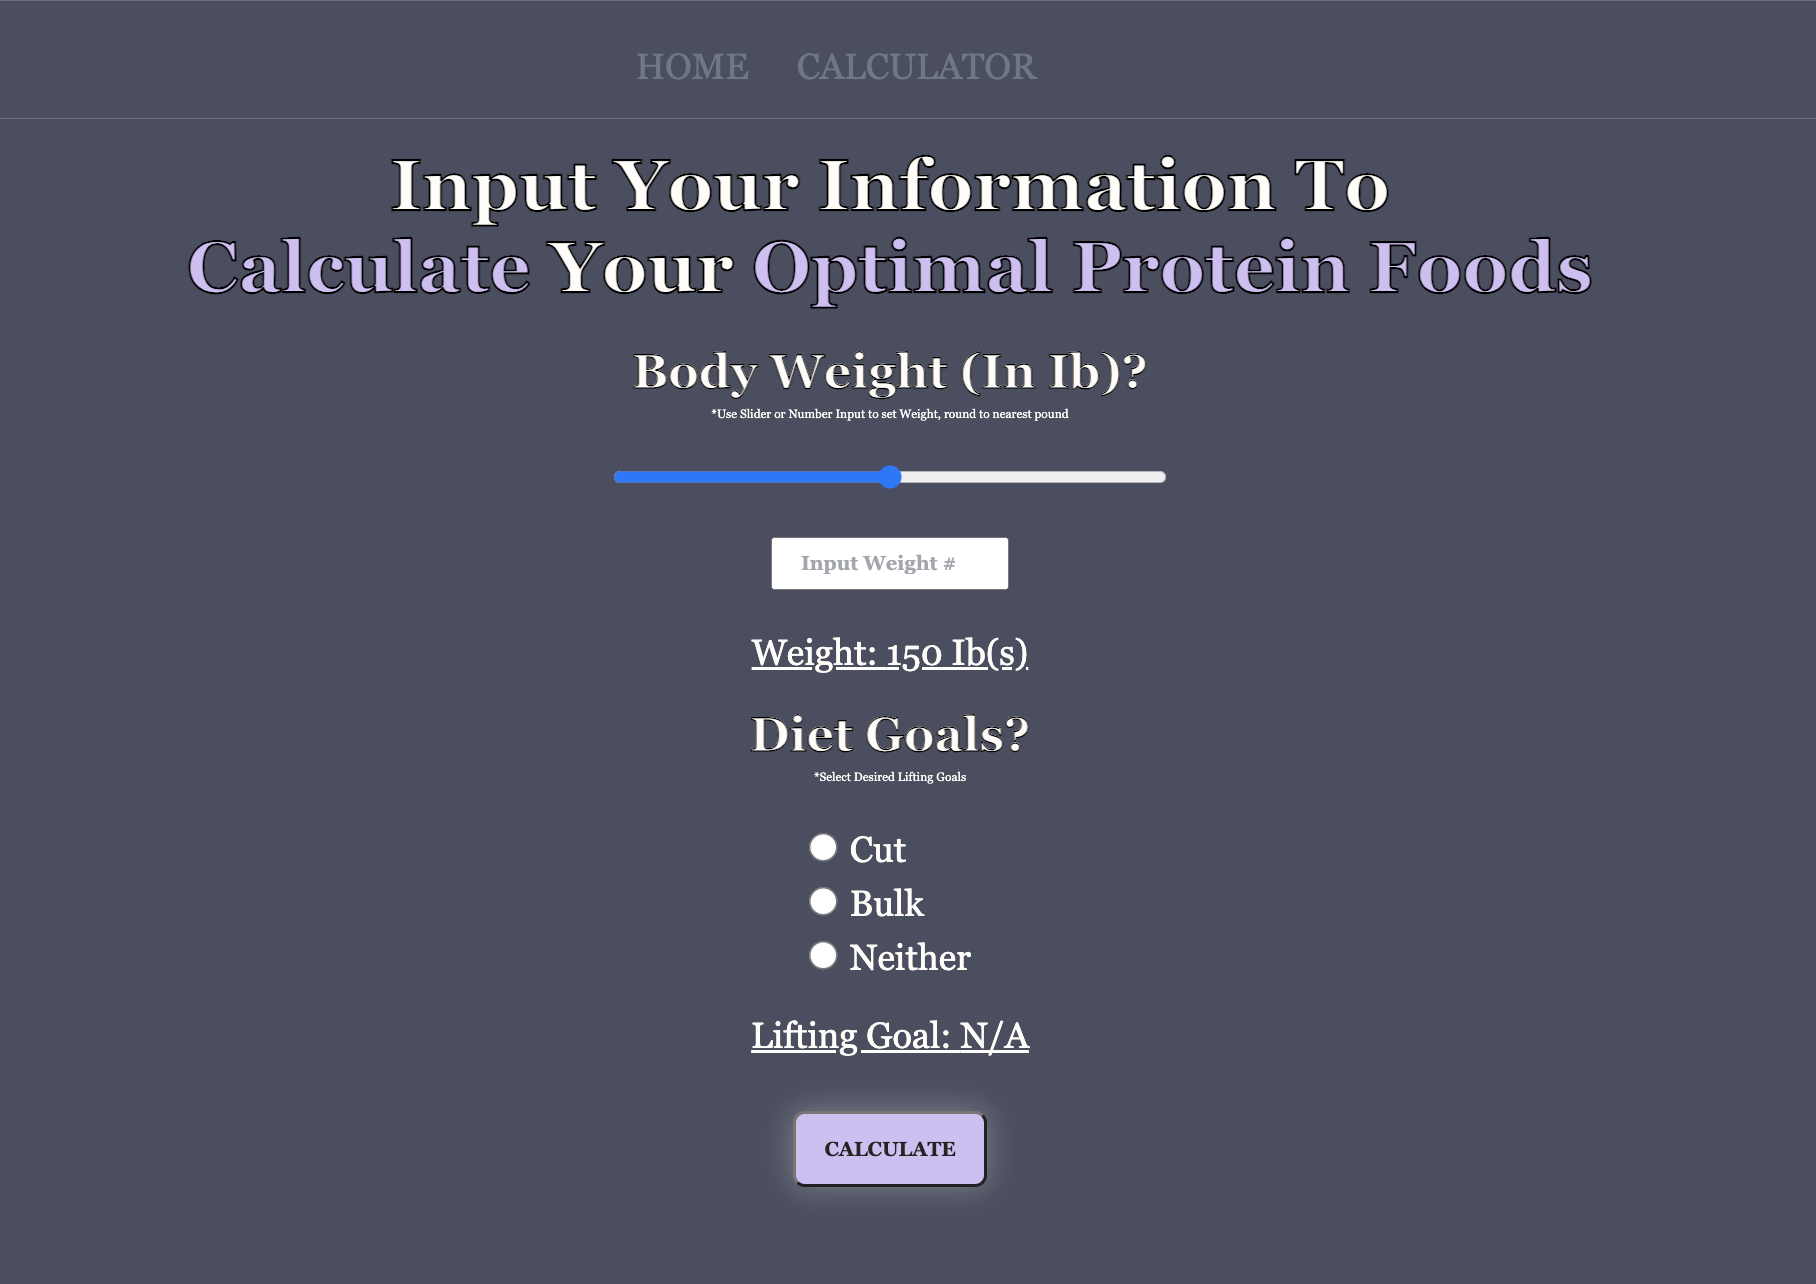 HOME CALCULATOR
Input Your Information To
Calculate Your Optimal Protein Foods
Body Weight (In Ib)?
*Use Slider or Number Input to set Weight, round to nearest pound
Input Weight #
Weight: 150 Ib(s)
Diet Goals?
*Select Desired Lifting Goals
Cut
Bulk
Neither
Lifting Goal: N/A
CALCULATE